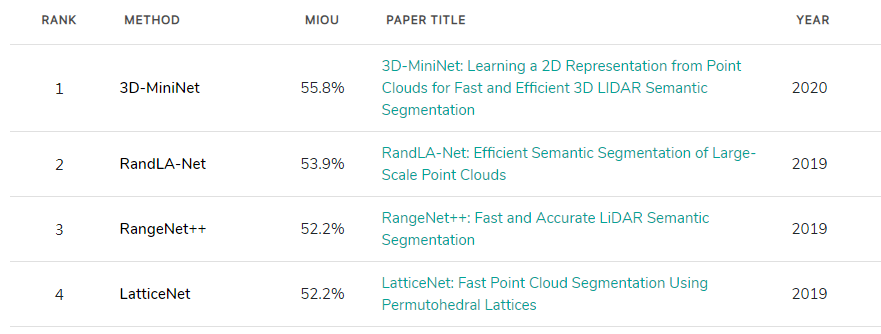 RANK METHOD MIOU PAPER TITLE YEAR
1 3D-MiniNet 55.8% 3D-MiniNet: Learning a 2D Representation from Point
Clouds for Fast and Efficient 3D LIDAR Semantic
Segmentation
2020
2 RandLA-Net 53.9% RandLA-Net: Efficient Semantic Segmentation of Large-
Scale Point Clouds
2019
3 RangeNet++ 52.2% RangeNet++: Fast and Accurate LiDAR Semantic
Segmentation
2019
4 LatticeNet 52.2% LatticeNet: Fast Point Cloud Segmentation Using
Permutohedral Lattices
2019